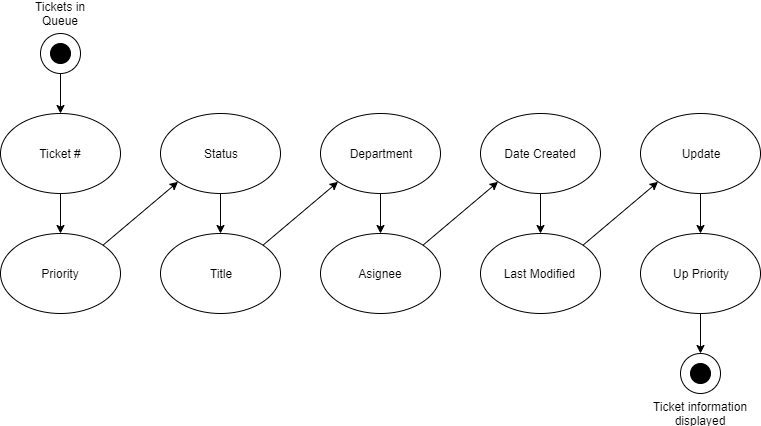 Tickets in
Queue
Ticket #
Status
Department
Date Created
Update
Priority
Title
Asignee
Last Modified
Up Priority
Ticket information
displayed